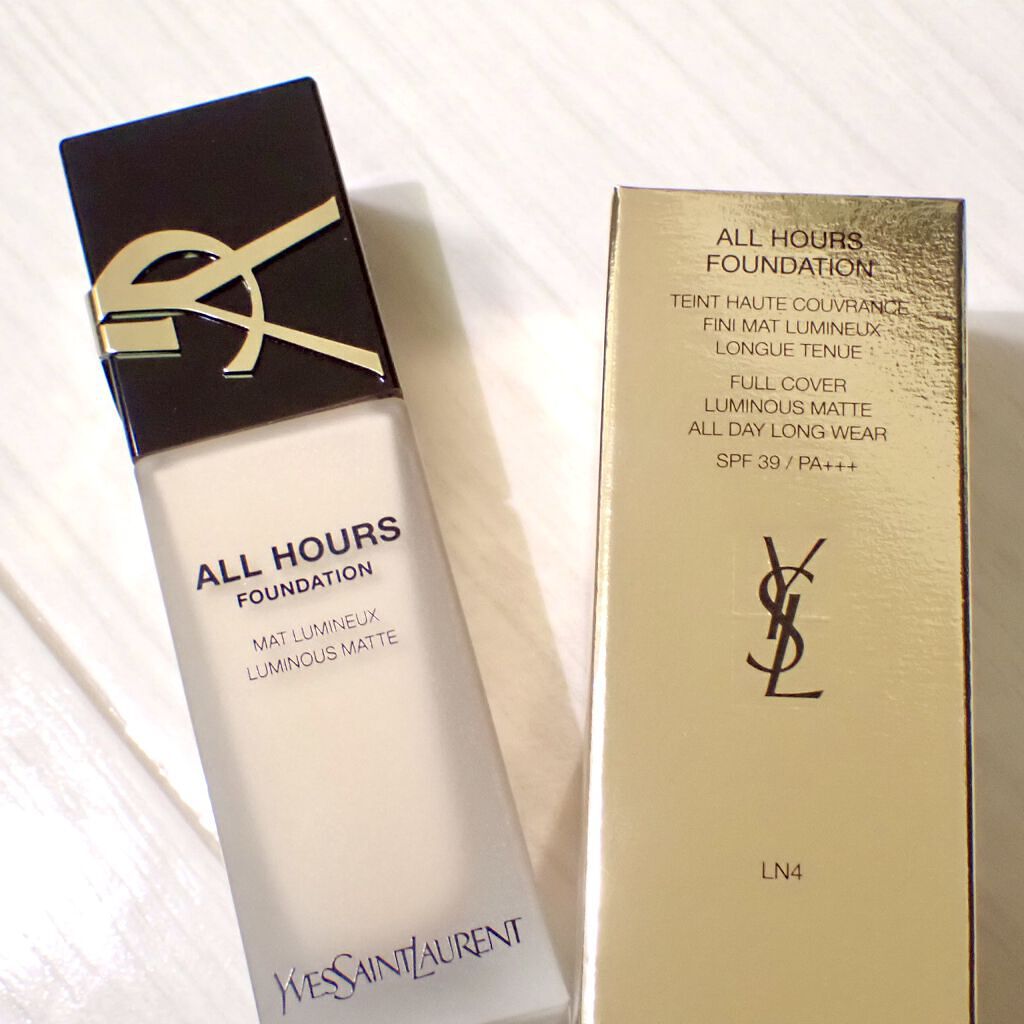 ALL HOURS
FOUNDATION
MAT LUMINEUX
LUMINOUS MATTE
YVESSAINTLAURENT
ALL HOURS
FOUNDATION
TEINT HAUTE COUVRANCE
FINI MAT LUMINEUX
LONGUE TENUE
FULL COVER
LUMINOUS MATTE
ALL DAY LONG WEAR
SPF 39 / PA+++
YSL
LN4